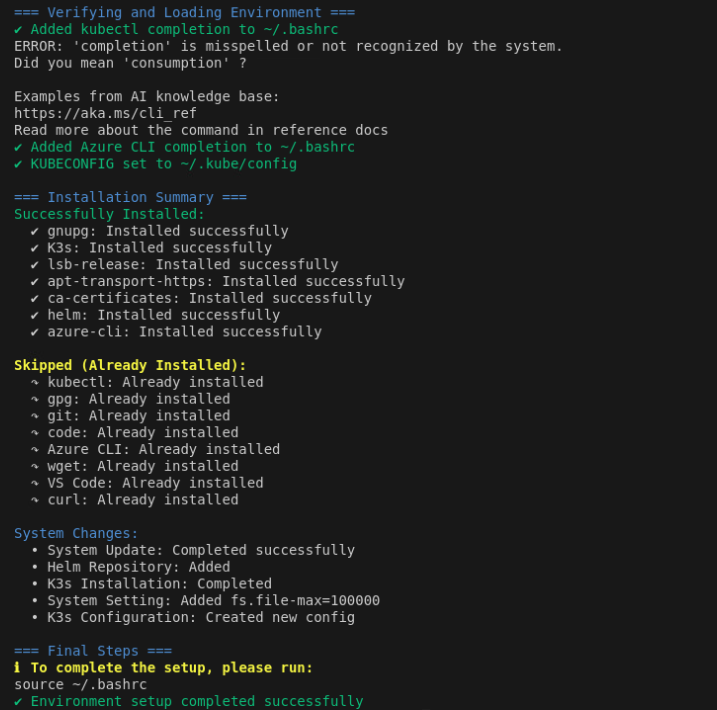 === Verifying and Loading Environment ===
✔ Added kubectl completion to ~/.bashrc
ERROR: 'completion' is misspelled or not recognized by the system.
Did you mean 'consumption' ?
Examples from AI knowledge base:
https://aka.ms/cli_ref
Read more about the command in reference docs
✔ Added Azure CLI completion to ~/.bashrc
✔ KUBECONFIG set to ~/.kube/config
=== Installation Summary ===
Successfully Installed:
✔ gnupg: Installed successfully
✔ K3s: Installed successfully
✔ lsb-release: Installed successfully
✔ apt-transport-https: Installed successfully
✔ ca-certificates: Installed successfully
✔ helm: Installed successfully
✔ azure-cli: Installed successfully
Skipped (Already Installed):
↷ kubectl: Already installed
↷ gpg: Already installed
↷ git: Already installed
↷ code: Already installed
↷ Azure CLI: Already installed
↷ wget: Already installed
↷ VS Code: Already installed
↷ curl: Already installed
System Changes:
• System Update: Completed successfully
• Helm Repository: Added
• K3s Installation: Completed
• System Setting: Added fs.file-max=100000
• K3s Configuration: Created new config
=== Final Steps ===
ℹ To complete the setup, please run:
source ~/.bashrc
✔ Environment setup completed successfully